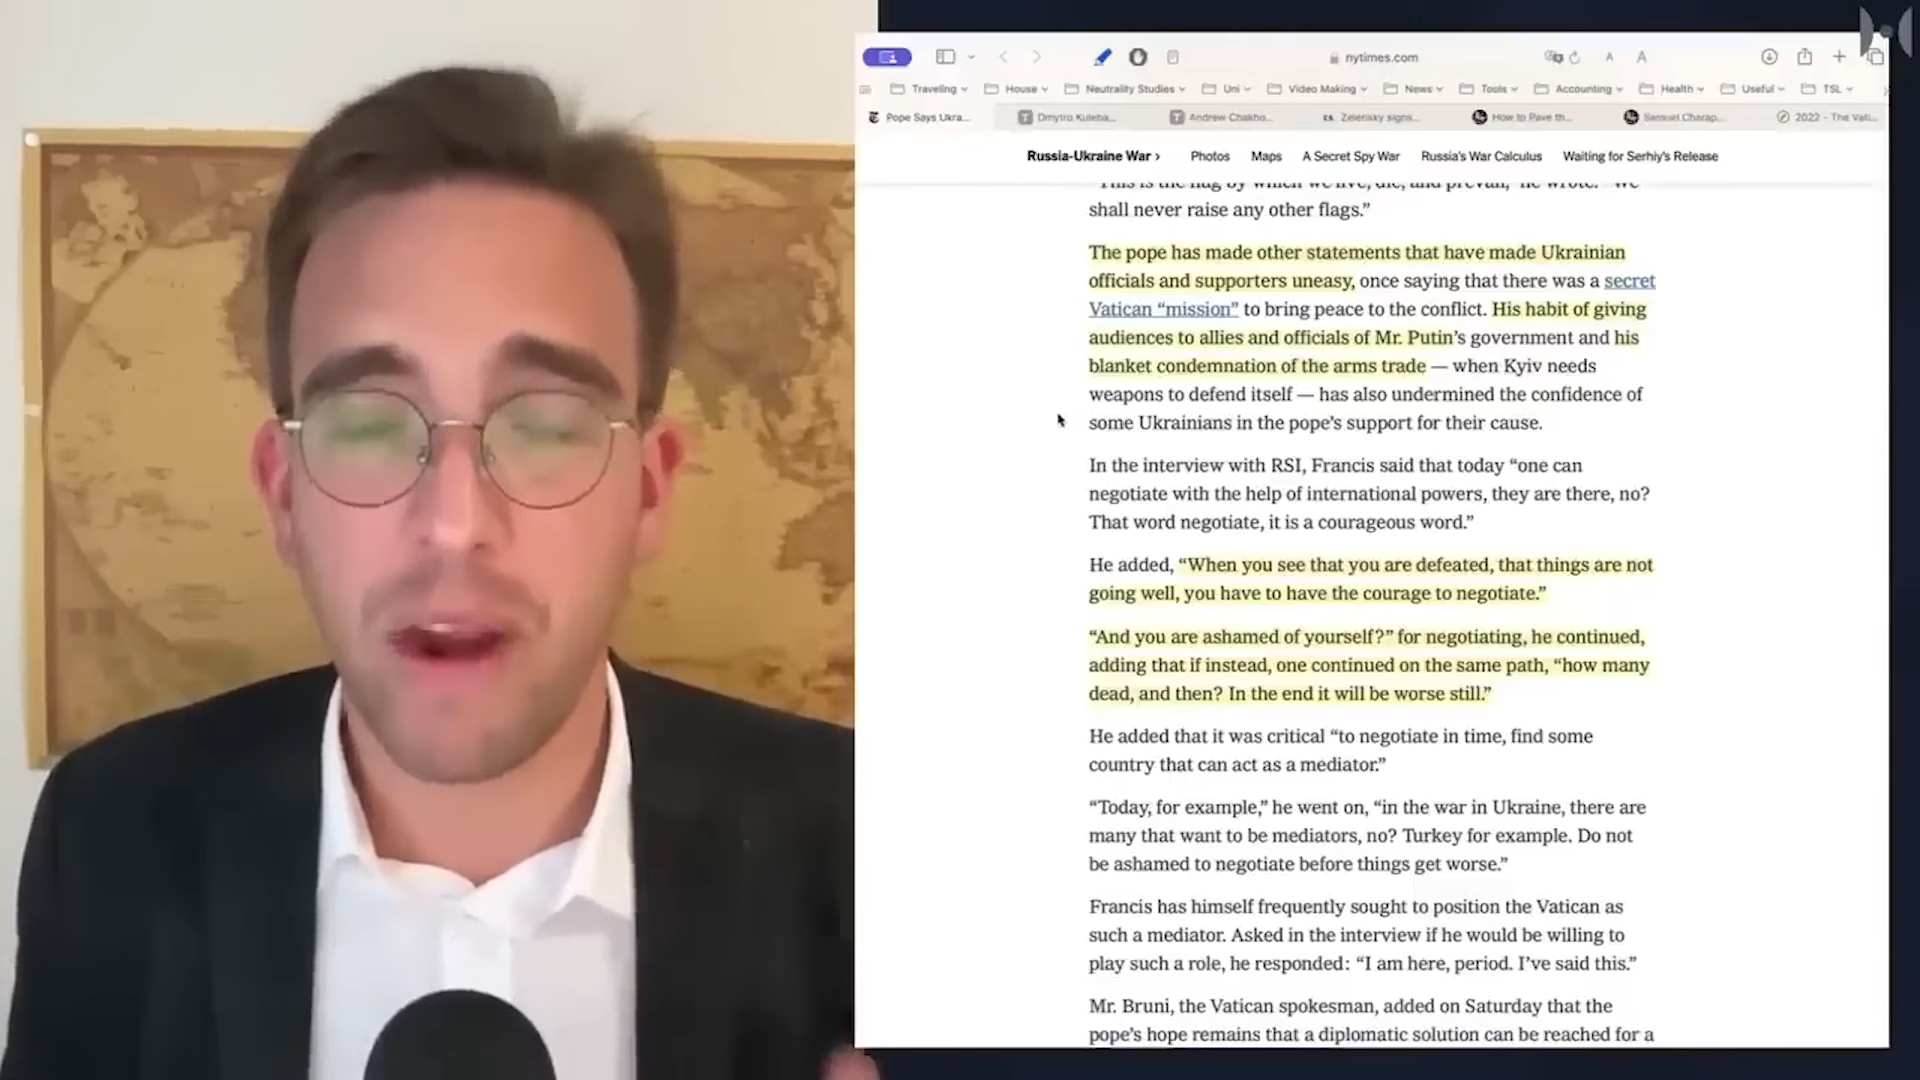 nytimes.com
A A
Traveling House Neutrality Studies Uni Video Making News Tools Accounting Health Useful TSL
Pope Says Ukra... Dmytro Kuleba... Andrew Chakho... Zelensky signs... How to Pave th... Samuel Charap,... 2022 - The Vati...
Russia-Ukraine War › Photos Maps A Secret Spy War Russia’s War Calculus Waiting for Serhiy’s Release
“This is the flag by which we live, die, and prevail,” he wrote. “We
shall never raise any other flags.”
The pope has made other statements that have made Ukrainian
officials and supporters uneasy, once saying that there was a secret
Vatican “mission” to bring peace to the conflict. His habit of giving
audiences to allies and officials of Mr. Putin’s government and his
blanket condemnation of the arms trade — when Kyiv needs
weapons to defend itself — has also undermined the confidence of
some Ukrainians in the pope’s support for their cause.
In the interview with RSI, Francis said that today “one can
negotiate with the help of international powers, they are there, no?
That word negotiate, it is a courageous word.”
He added, “When you see that you are defeated, that things are not
going well, you have to have the courage to negotiate.”
“And you are ashamed of yourself?” for negotiating, he continued,
adding that if instead, one continued on the same path, “how many
dead, and then? In the end it will be worse still.”
He added that it was critical “to negotiate in time, find some
country that can act as a mediator.”
“Today, for example,” he went on, “in the war in Ukraine, there are
many that want to be mediators, no? Turkey for example. Do not
be ashamed to negotiate before things get worse.”
Francis has himself frequently sought to position the Vatican as
such a mediator. Asked in the interview if he would be willing to
play such a role, he responded: “I am here, period. I’ve said this.”
Mr. Bruni, the Vatican spokesman, added on Saturday that the
pope’s hope remains that a diplomatic solution can be reached for a